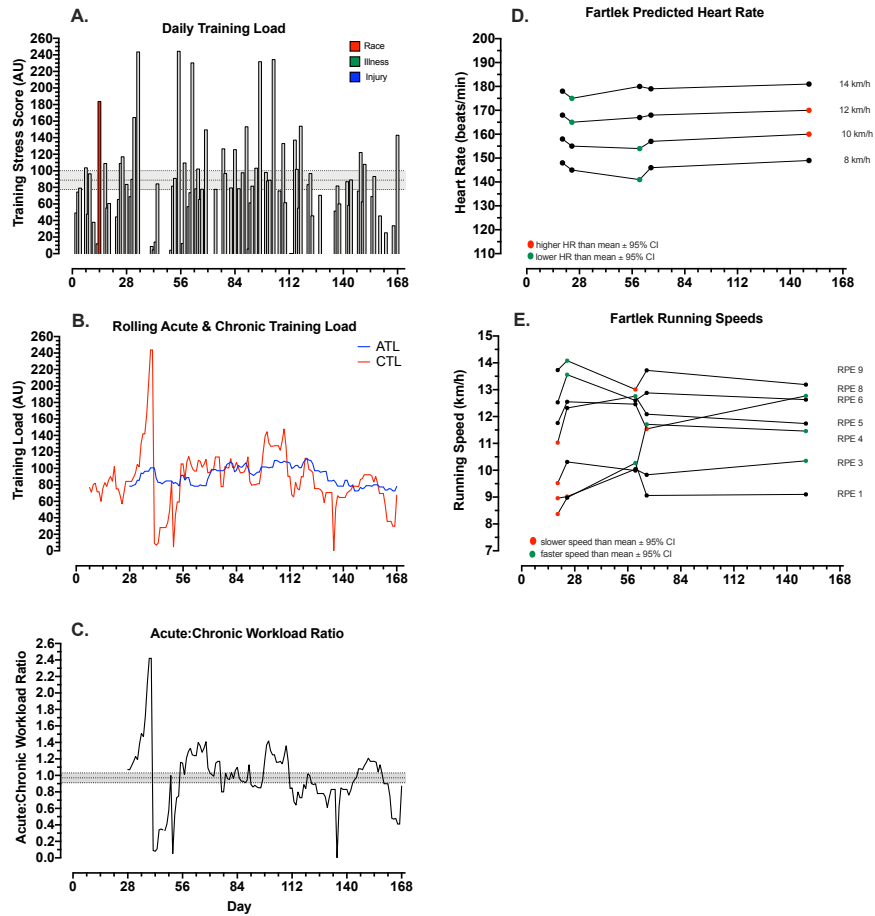 A.
Daily Training Load
Training Stress Score (AU)
260
240
220
200
180
160
140
120
100
80
60
40
20
0
Race
Illness
Injury
0 28 56 84 112 140 168
B.
Rolling Acute & Chronic Training Load
Training Load (AU)
260
240
220
200
180
160
140
120
100
80
60
40
20
0
ATL
CTL
0 28 56 84 112 140 168
C.
Acute:Chronic Workload Ratio
Acute:Chronic Workload Ratio
2.6
2.4
2.2
2.0
1.8
1.6
1.4
1.2
1.0
0.8
0.6
0.4
0.2
0.0
0 28 56 84 112 140 168
Day
D.
Fartlek Predicted Heart Rate
Heart Rate (beats/min)
200
190
180
170
160
150
140
130
120
110
14 km/h
12 km/h
10 km/h
8 km/h
higher HR than mean ± 95% CI
lower HR than mean ± 95% CI
0 28 56 84 112 140 168
E.
Fartlek Running Speeds
Running Speed (km/h)
15
14
13
12
11
10
9
8
7
RPE 9
RPE 8
RPE 6
RPE 5
RPE 4
RPE 3
RPE 1
slower speed than mean ± 95% CI
faster speed than mean ± 95% CI
0 28 56 84 112 140 168